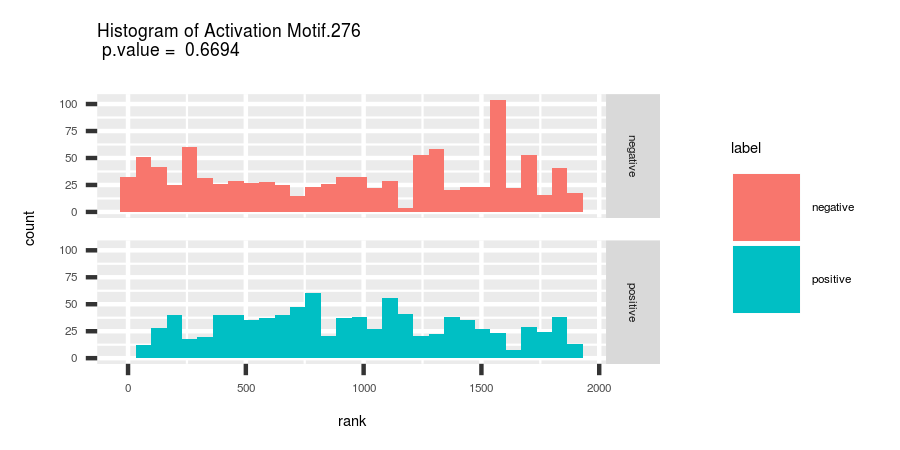 Histogram of Activation Motif.276
p.value = 0.6694
count
100
75
50
25
0
negative
100
75
50
25
0
positive
0 500 1000 1500 2000
rank
label
negative
positive